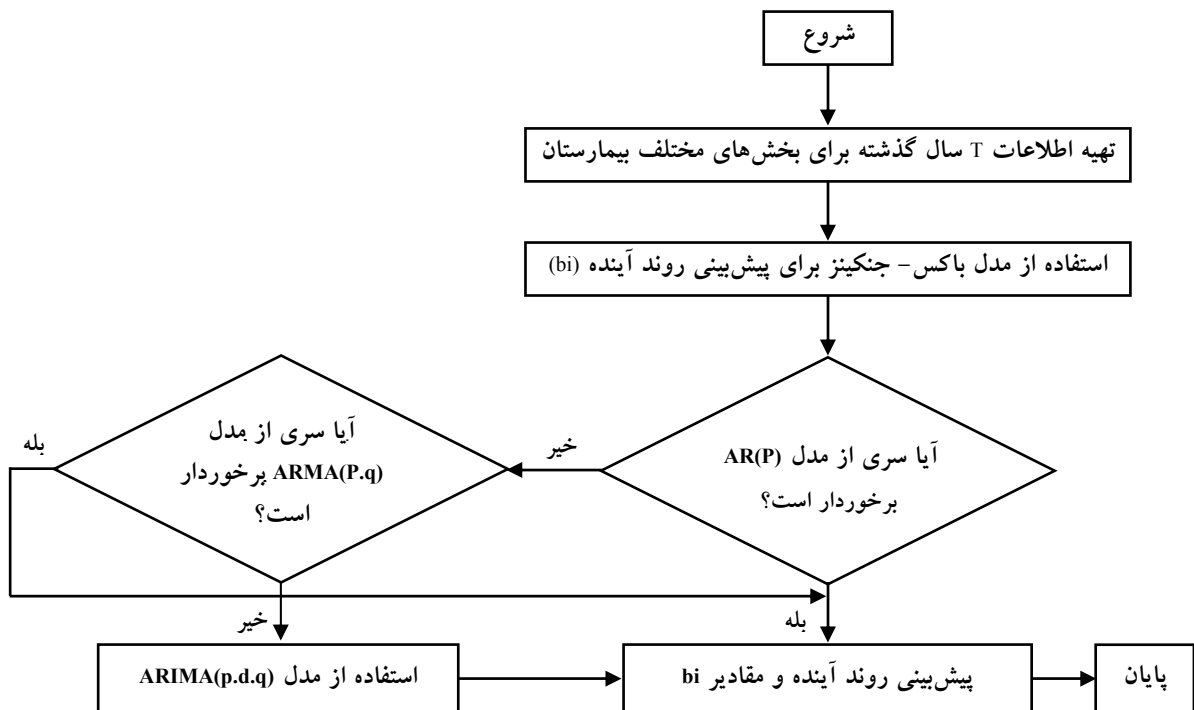 شروع
تهیه اطلاعات T سال گذشته برای بخش‌های مختلف بیمارستان
استفاده از مدل باکس- جنکینز برای پیش‌بینی روند آینده (bi)
آیا سری از مدل AR(P)
برخوردار است؟
خیر
بله
آیا سری از مدل
ARMA(P.q) برخوردار
است؟
بله
خیر
استفاده از مدل ARIMA(p.d.q)
پیش‌بینی روند آینده و مقادیر bi
پایان